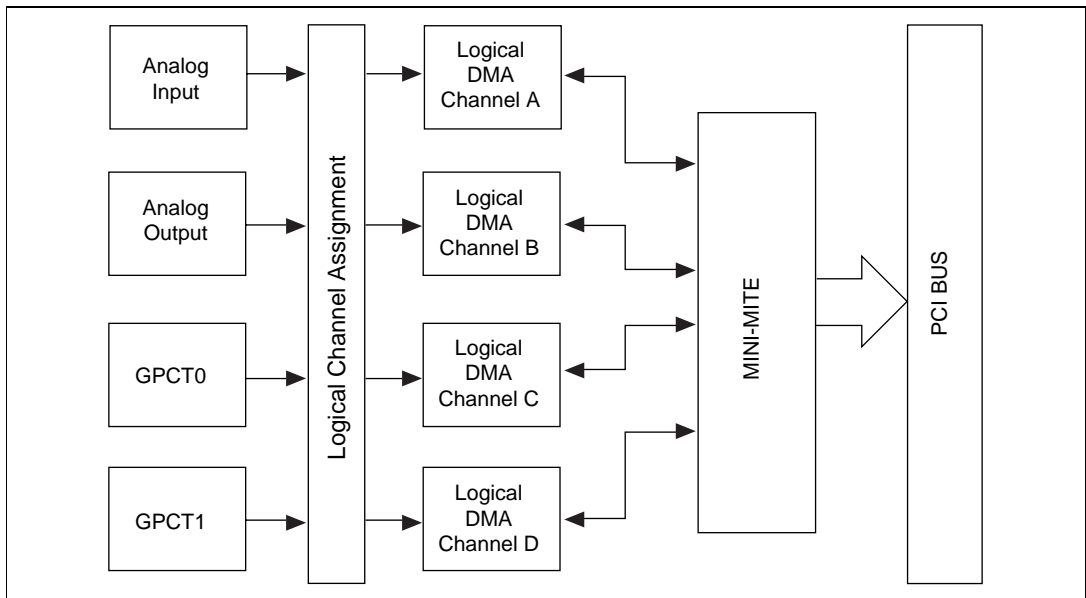 Analog
Input
Analog
Output
GPCT0
GPCT1
Logical Channel Assignment
Logical
DMA
Channel A
Logical
DMA
Channel B
Logical
DMA
Channel C
Logical
DMA
Channel D
MINI-MITE
PCI BUS